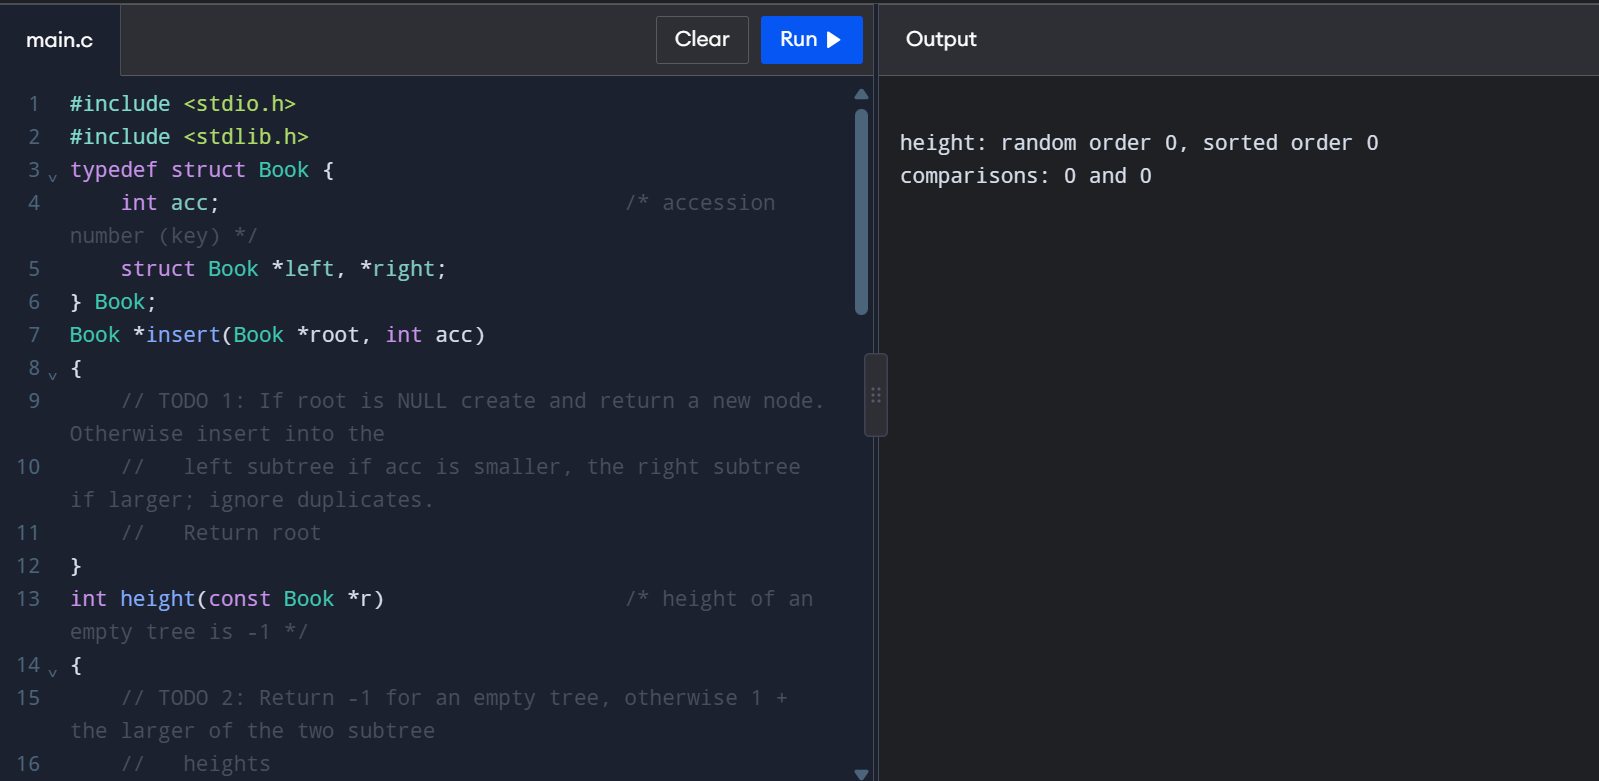 main.c
Clear
Run
Output
1 #include <stdio.h>
2 #include <stdlib.h>
3 typedef struct Book {
4     int acc;                                /* accession
number (key) */
5     struct Book *left, *right;
6 } Book;
7 Book *insert(Book *root, int acc)
8 {
9     // TODO 1: If root is NULL create and return a new node.
Otherwise insert into the
10     //   left subtree if acc is smaller, the right subtree
if larger; ignore duplicates.
11     //   Return root
12 }
13 int height(const Book *r)                   /* height of an
empty tree is -1 */
14 {
15     // TODO 2: Return -1 for an empty tree, otherwise 1 +
the larger of the two subtree
16     //   heights
height: random order 0, sorted order 0
comparisons: 0 and 0